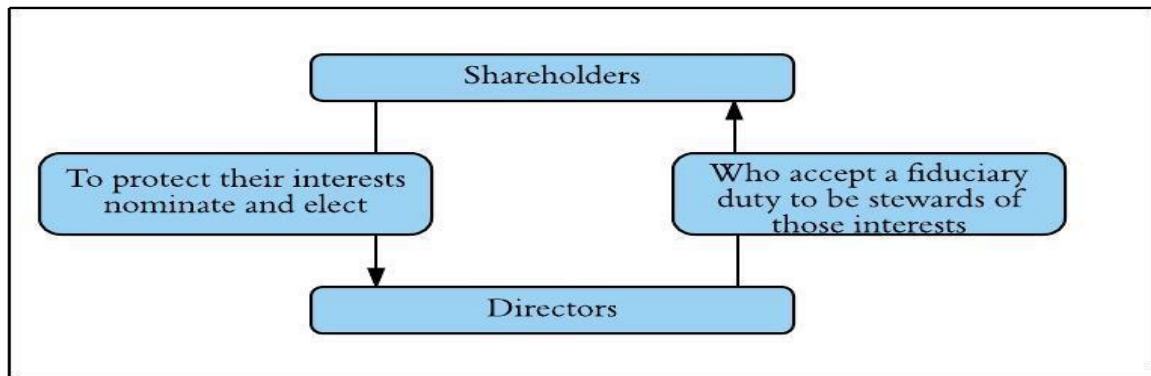 Shareholders
To protect their interests
nominate and elect
Who accept a fiduciary
duty to be stewards of
those interests
Directors